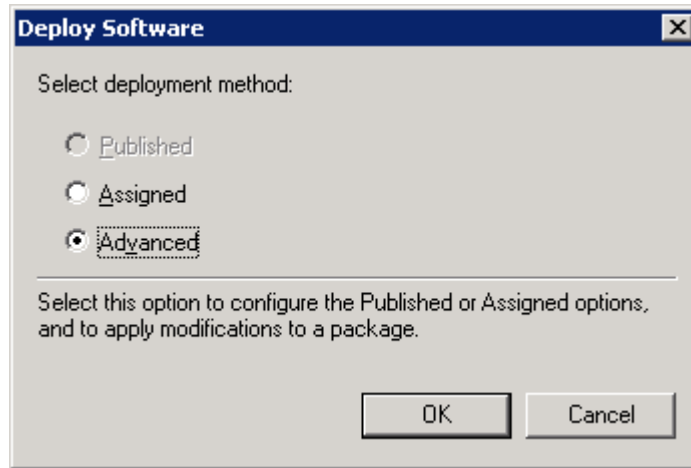 Deploy Software
Select deployment method:
Published
Assigned
Advanced
Select this option to configure the Published or Assigned options,
and to apply modifications to a package.
OK Cancel